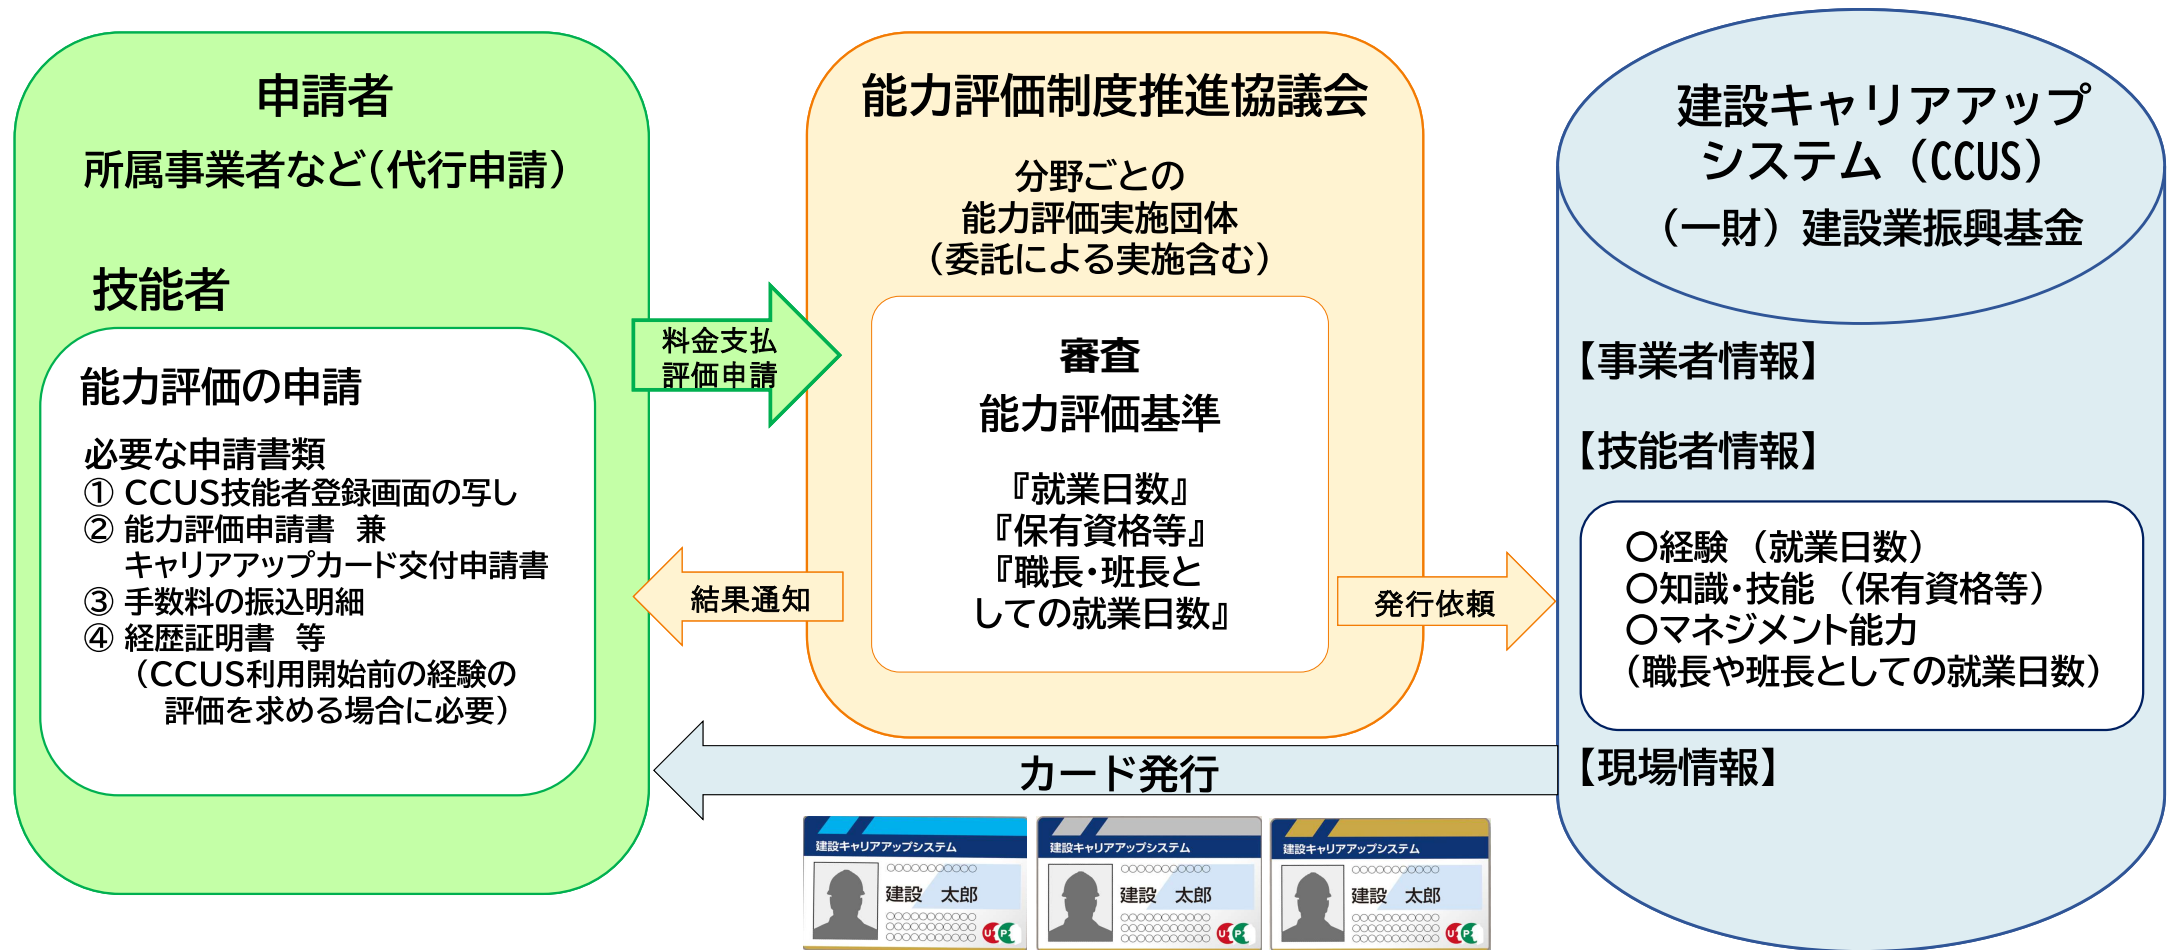 申請者
所属事業者など（代行申請）
技能者
能力評価の申請
必要な申請書類
① CCUS技能者登録画面の写し
② 能力評価申請書　兼
キャリアアップカード交付申請書
③ 手数料の振込明細
④ 経歴証明書　等
（CCUS利用開始前の経験の
評価を求める場合に必要）
料金支払
評価申請
結果通知
能力評価制度推進協議会
分野ごとの
能力評価実施団体
（委託による実施含む）
審査
能力評価基準
『就業日数』
『保有資格等』
『職長・班長と
しての就業日数』
発行依頼
建設キャリアアップ
システム（CCUS）
（一財）建設業振興基金
【事業者情報】
【技能者情報】
〇経験 （就業日数）
〇知識・技能 （保有資格等）
〇マネジメント能力
（職長や班長としての就業日数）
【現場情報】
カード発行
建設キャリアアップシステム
○○○○○○○○○○
建設　太郎
○○○○○○○○○○
○○○○○○○○○○
○○○○○○○○○○
建設キャリアアップシステム
○○○○○○○○○○
建設　太郎
○○○○○○○○○○
○○○○○○○○○○
○○○○○○○○○○
建設キャリアアップシステム
○○○○○○○○○○
建設　太郎
○○○○○○○○○○
○○○○○○○○○○
○○○○○○○○○○